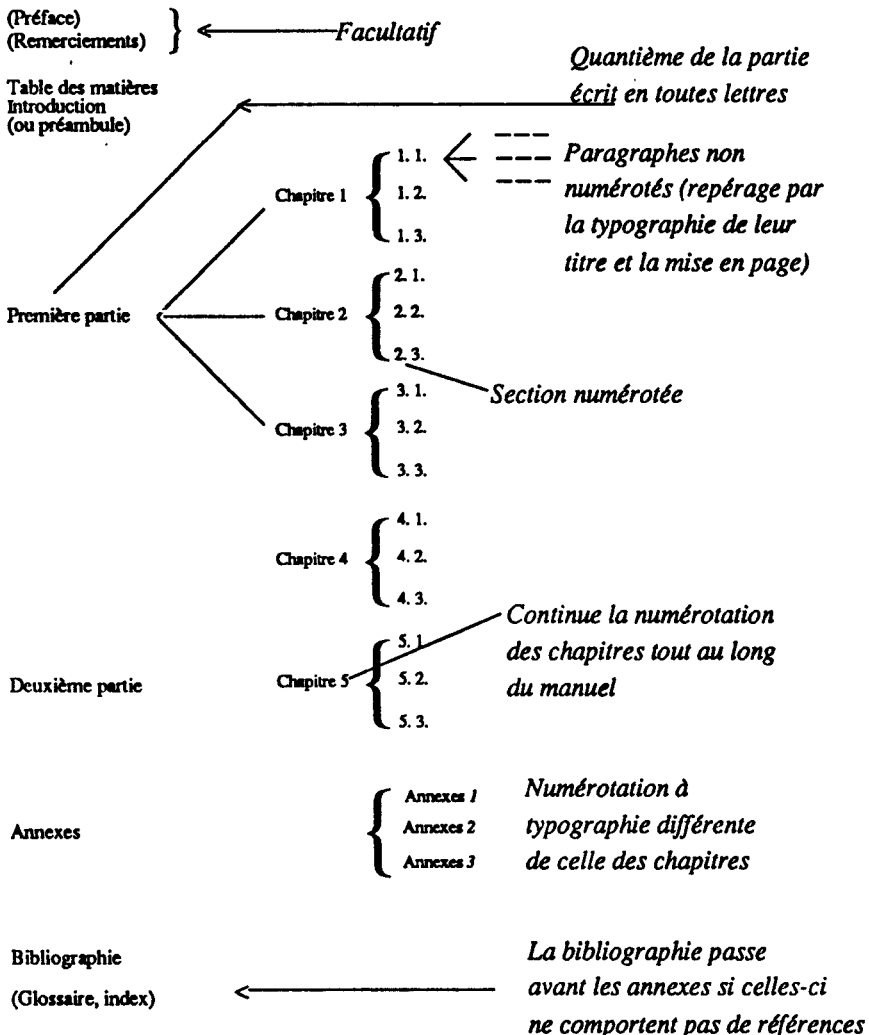 (Préface)
(Remerciements)
Facultatif
Quantième de la partie
écrit en toutes lettres
Table des matières
Introduction
(ou préambule)
Paragraphes non
numérotés (repérage par
la typographie de leur
titre et la mise en page)
Chapitre 1
1. 1.
1. 2.
1. 3.
Première partie
Chapitre 2
2. 1.
2. 2.
2. 3.
Section numérotée
Chapitre 3
3. 1.
3. 2.
3. 3.
Chapitre 4
4. 1.
4. 2.
4. 3.
Continue la numérotation
des chapitres tout au long
du manuel
Deuxième partie
Chapitre 5
5. 1
5. 2.
5. 3.
Annexes
Annexes 1
Annexes 2
Annexes 3
Numérotation à
typographie différente
de celle des chapitres
Bibliographie
(Glossaire, index)
La bibliographie passe
avant les annexes si celles-ci
ne comportent pas de références